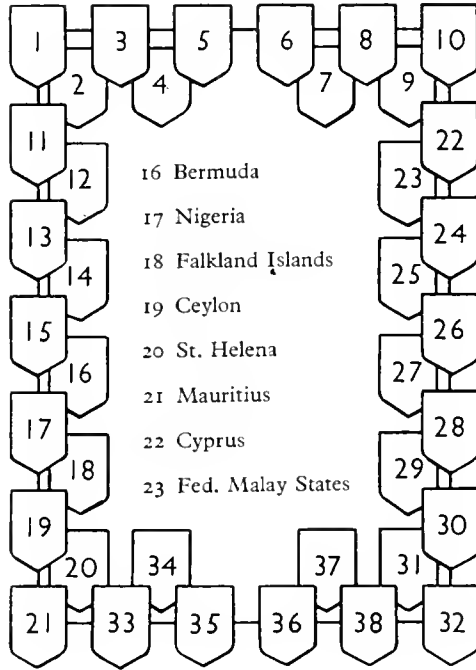 1 3 5 6 8 10
2 4 7 9
11 22
12 23
16 Bermuda
17 Nigeria
13 24
18 Falkland Islands
14 25
19 Ceylon
15 26
20 St. Helena
16 27
21 Mauritius
17 28
22 Cyprus
18 29
23 Fed. Malay States
19 30
20 34 37 31
21 33 35 36 38 32